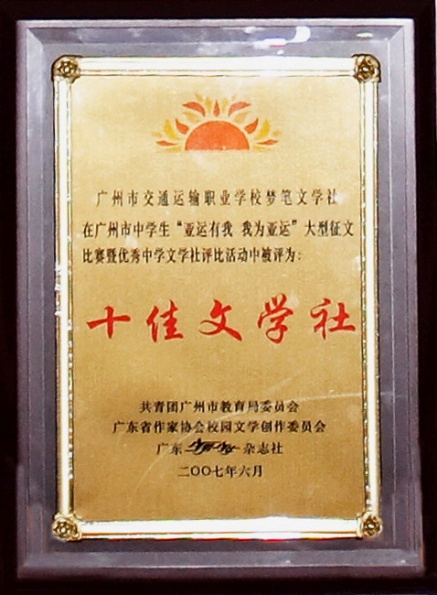 广州市交通运输职业学校梦笔文学社
在广州市中学生“亚运有我 我为亚运”大型征文
比赛暨优秀中学文学社评比活动中被评为：
十佳文学社
共青团广州市教育局委员会
广东省作家协会校园文学创作委员会
广东 杂志社
二〇〇七年六月